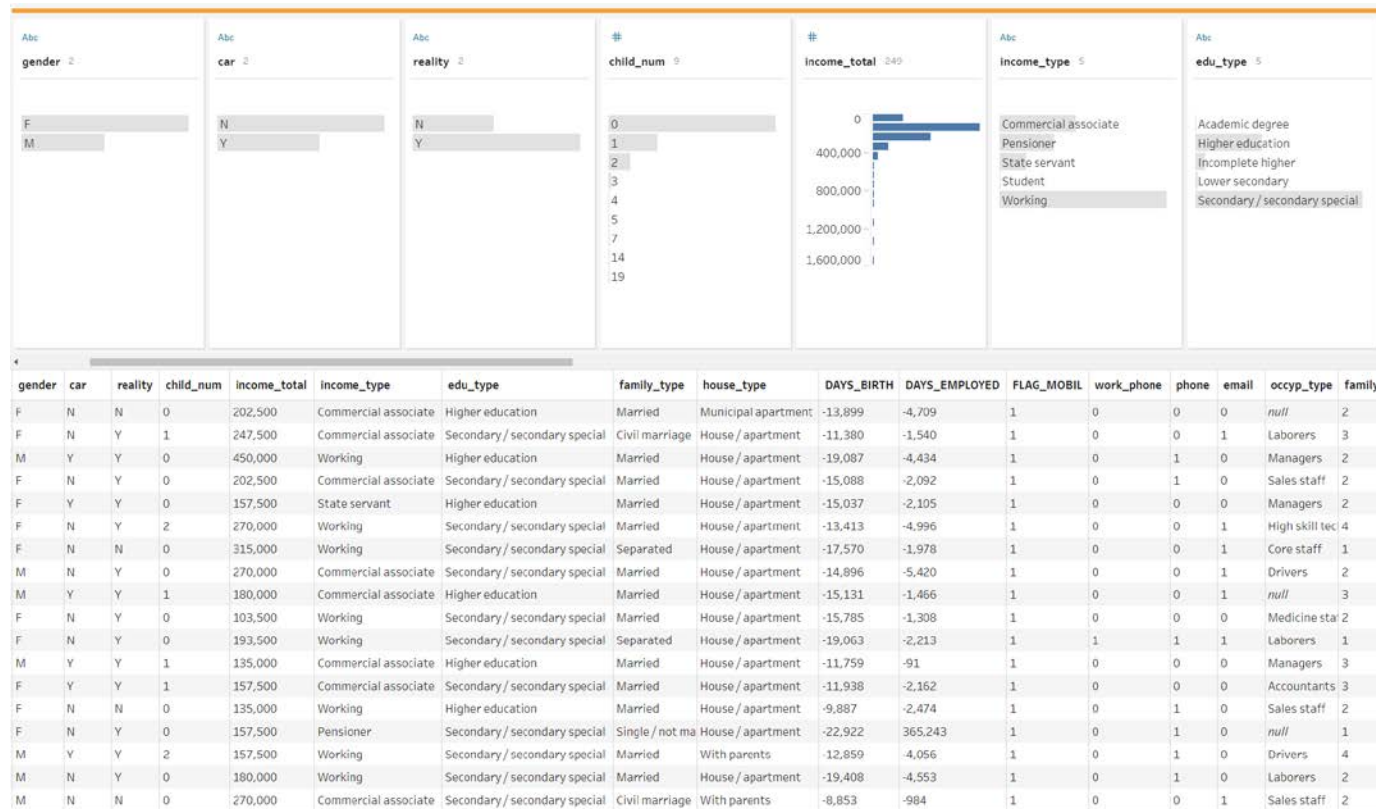 Abc Abc Abc # # Abc Abc
gender 2 car 2 reality 2 child_num 9 income_total 249 income_type 5 edu_type 5
F N N 0 0 Commercial associate Academic degree
M Y Y 1 Pensioner Higher education
2 400,000 State servant Incomplete higher
3 Student Lower secondary
4 800,000 Working Secondary / secondary special
5
7 1,200,000
14 1,600,000
19
gender car reality child_num income_total income_type edu_type family_type house_type DAYS_BIRTH DAYS_EMPLOYED FLAG_MOBIL work_phone phone email occyp_type family
F N N 0 202,500 Commercial associate Higher education Married Municipal apartment -13,899 -4,709 1 0 0 0 null 2
F N Y 1 247,500 Commercial associate Secondary / secondary special Civil marriage House / apartment -11,380 -1,540 1 0 0 1 Laborers 3
M Y Y 0 450,000 Working Higher education Married House / apartment -19,087 -4,434 1 0 1 0 Managers 2
F N Y 0 202,500 Commercial associate Secondary / secondary special Married House / apartment -15,088 -2,092 1 0 1 0 Sales staff 2
F Y Y 0 157,500 State servant Higher education Married House / apartment -15,037 -2,105 1 0 0 0 Managers 2
F N Y 2 270,000 Working Secondary / secondary special Married House / apartment -13,413 -4,996 1 0 0 1 High skill tec 4
F N N 0 315,000 Working Secondary / secondary special Separated House / apartment -17,570 -1,978 1 0 0 1 Core staff 1
M N Y 0 270,000 Commercial associate Secondary / secondary special Married House / apartment -14,896 -5,420 1 0 0 1 Drivers 2
M Y Y 1 180,000 Commercial associate Higher education Married House / apartment -15,131 -1,466 1 0 0 1 null 3
F N Y 0 103,500 Working Secondary / secondary special Married House / apartment -15,785 -1,308 1 0 0 0 Medicine sta 2
F N Y 0 193,500 Working Secondary / secondary special Separated House / apartment -19,063 -2,213 1 1 1 1 Laborers 1
M Y Y 1 135,000 Commercial associate Higher education Married House / apartment -11,759 -91 1 0 0 0 Managers 3
F Y Y 1 157,500 Commercial associate Secondary / secondary special Married House / apartment -11,938 -2,162 1 0 0 0 Accountants 3
F N N 0 135,000 Working Higher education Married House / apartment -9,887 -2,474 1 0 1 0 Sales staff 2
F N Y 0 157,500 Pensioner Secondary / secondary special Single / not ma House / apartment -22,922 365,243 1 0 1 0 null 1
M Y Y 2 157,500 Working Secondary / secondary special Married With parents -12,859 -4,056 1 0 1 0 Drivers 4
M N Y 0 180,000 Working Secondary / secondary special Married House / apartment -19,408 -4,553 1 0 1 0 Laborers 2
M N N 0 270,000 Commercial associate Secondary / secondary special Civil marriage With parents -8,853 -984 1 0 0 1 Sales staff 2